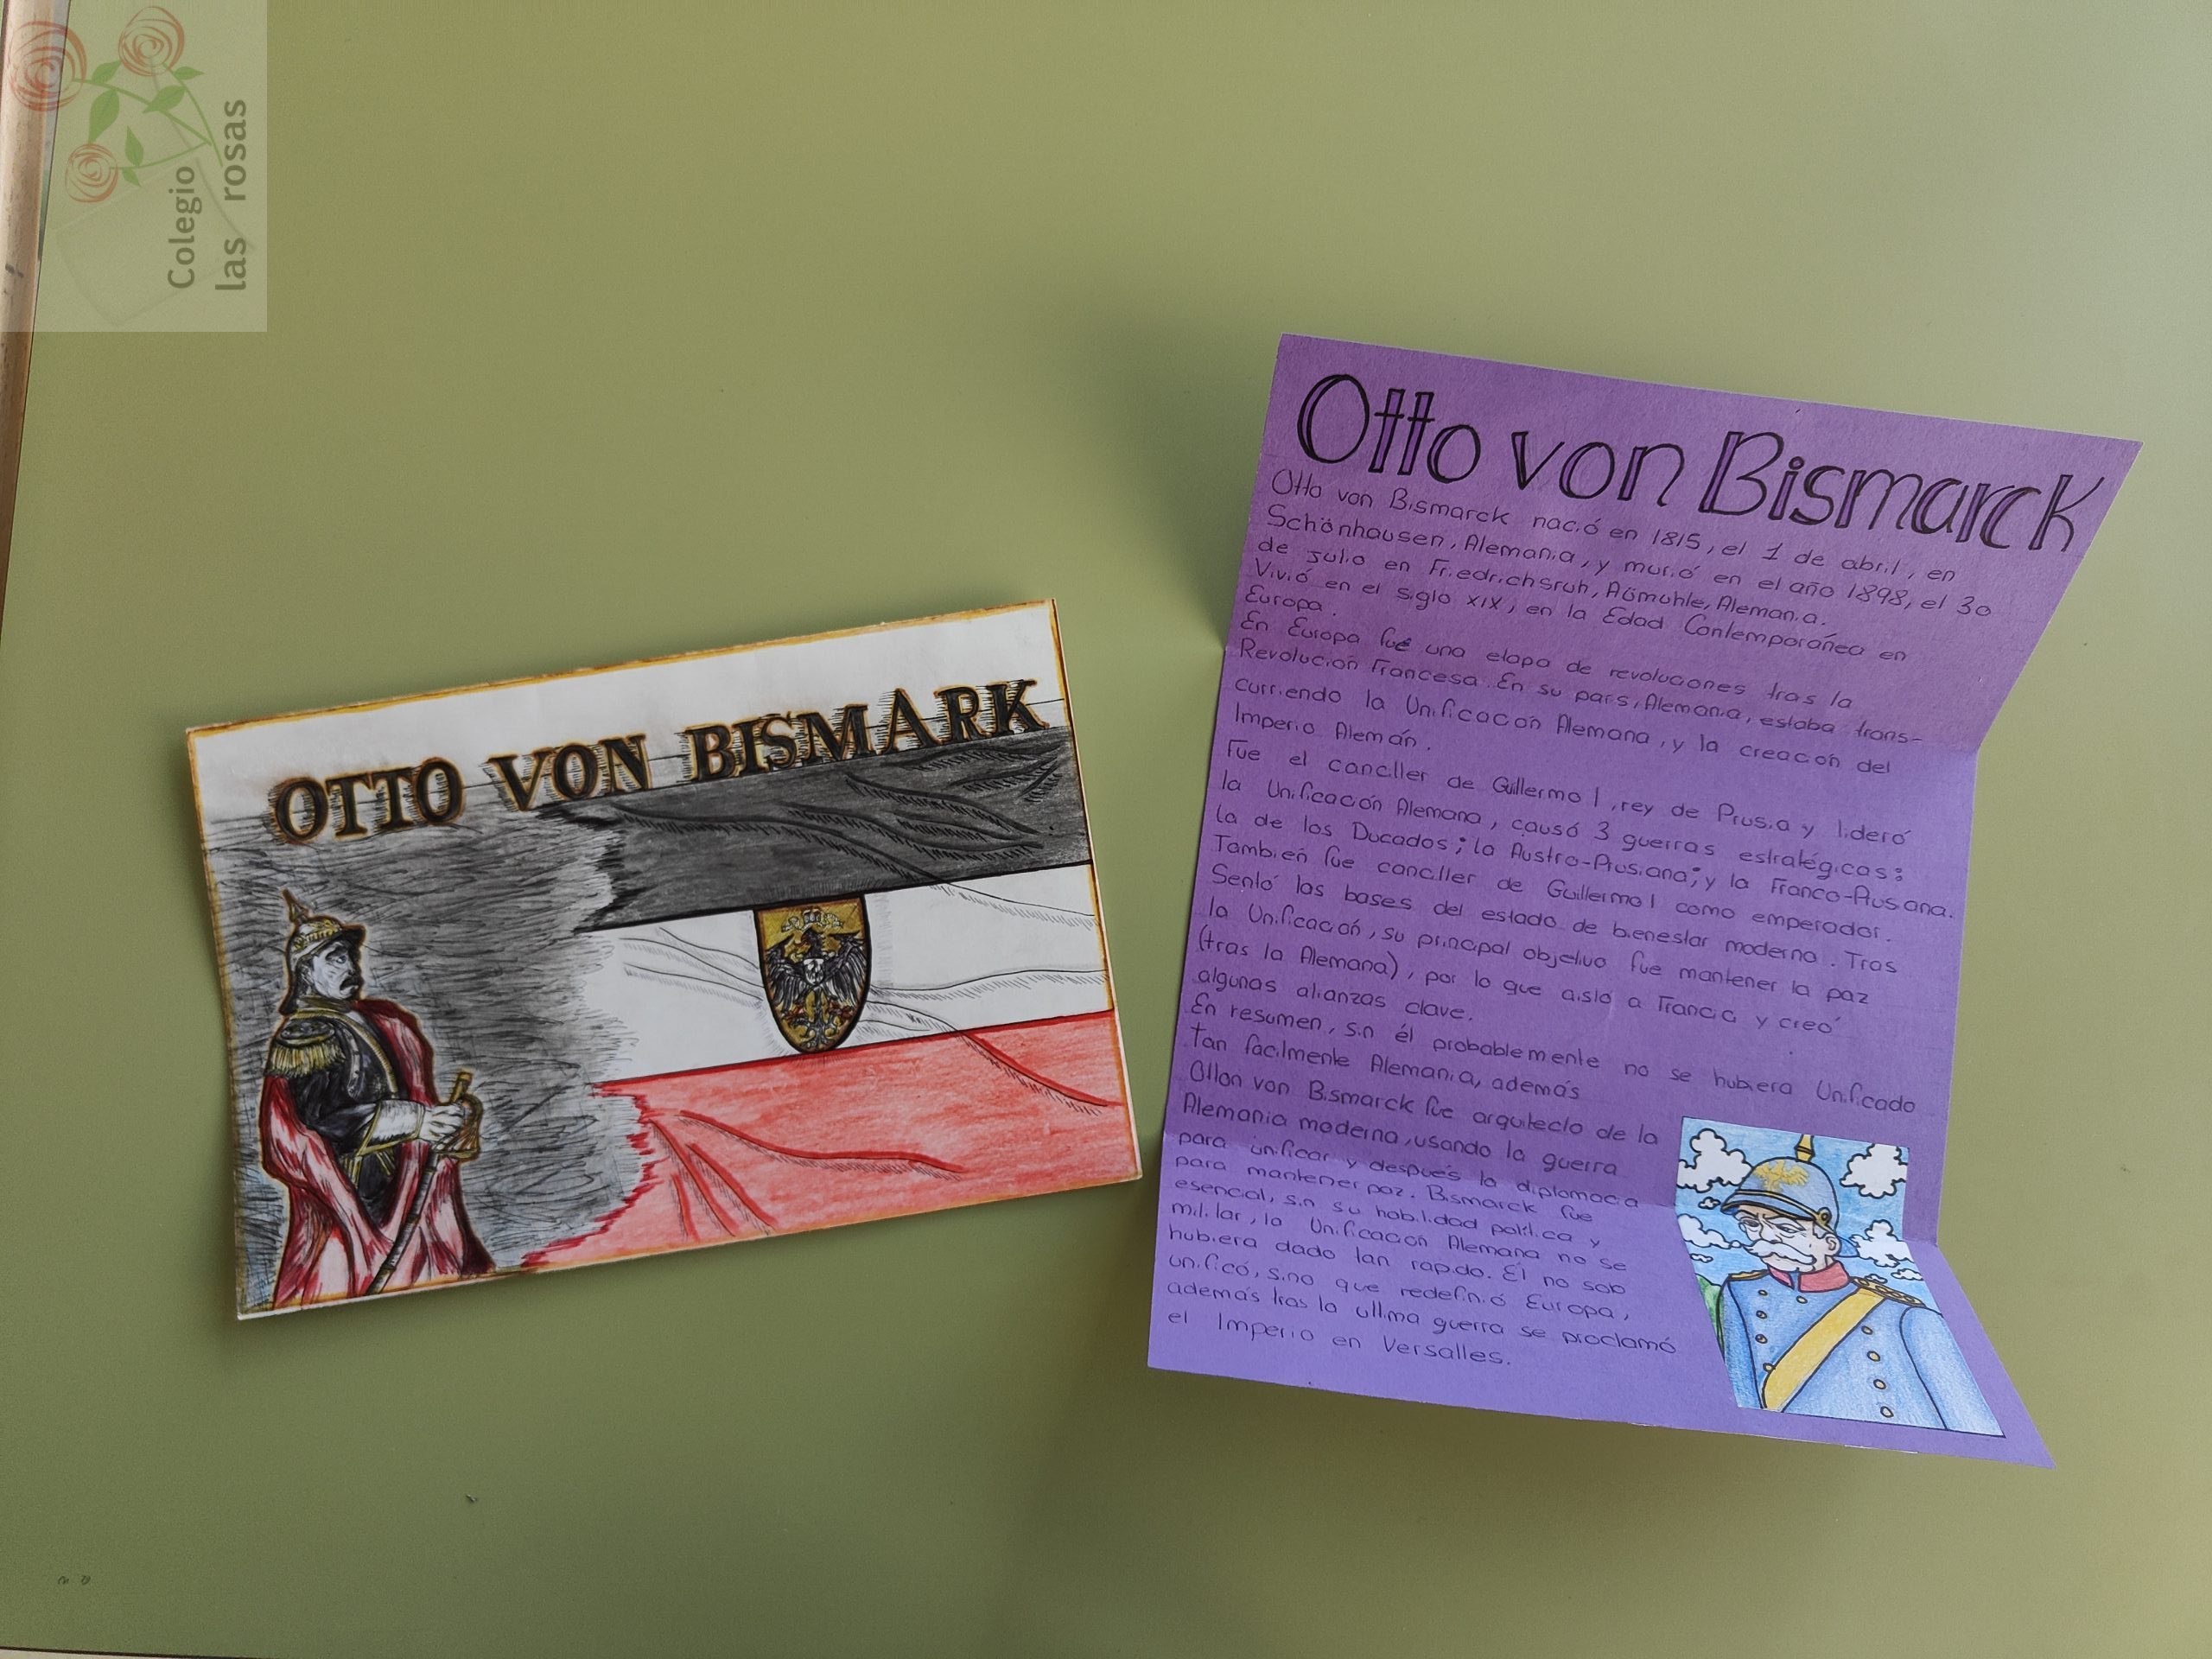 Colegio
las rosas
OTTO VON BISMARK
Otto von Bismarck
Otto von Bismarck nació en 1815, el 1 de abril, en
Schönhausen, Alemania, y murió en el año 1898, el 30
de julio en Friedrichsruh, Aümuhle, Alemania.
Vivió en el siglo XIX, en la Edad Contemporánea en
Europa.
En Europa fue una etapa de revoluciones tras la
Revolución Francesa. En su país, Alemania, estaba trans-
curriendo la Unificación Alemana, y la creación del
Imperio Alemán.
Fue el canciller de Guillermo I, rey de Prusia y lideró
la Unificación Alemana, causó 3 guerras estratégicas:
la de los Ducados; la Austro-Prusiana; y la Franco-Prusiana.
También fue canciller de Guillermo I como emperador.
Sentó las bases del estado de bienestar moderno. Tras
la Unificación, su principal objetivo fue mantener la paz
(tras la Alemana), por lo que aisló a Francia y creó
algunas alianzas clave.
En resumen, sin él probablemente no se hubiera Unificado
tan fácilmente Alemania, además
Otton von Bismarck fue arquitecto de la
Alemania moderna, usando la guerra
para unificar y después la diplomacia
para mantener paz. Bismarck fue
esencial, sin su habilidad política y
militar, la Unificación Alemana no se
hubiera dado tan rapido. Él no solo
unificó, sino que redefinió Europa,
además tras la ultima guerra se proclamó
el Imperio en Versalles.